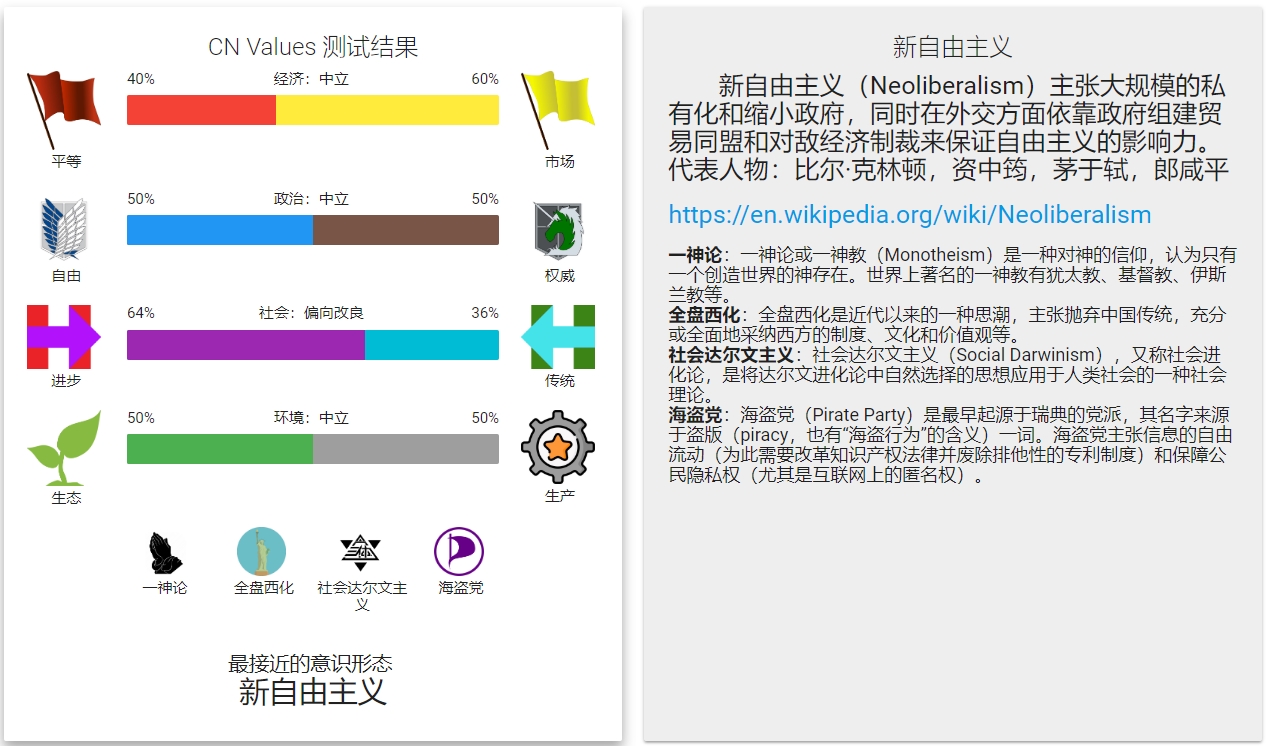 CN Values 测试结果
40% 经济：中立 60%
平等 市场
50% 政治：中立 50%
自由 权威
64% 社会：偏向改良 36%
进步 传统
50% 环境：中立 50%
生态 生产
一神论 全盘西化 社会达尔文主义 海盗党
最接近的意识形态
新自由主义
新自由主义
新自由主义（Neoliberalism）主张大规模的私
有化和缩小政府，同时在外交方面依靠政府组建贸
易同盟和对敌经济制裁来保证自由主义的影响力。
代表人物：比尔·克林顿，资中筠，茅于轼，郎咸平
https://en.wikipedia.org/wiki/Neoliberalism
一神论：一神论或一神教（Monotheism）是一种对神的信仰，认为只有
一个创造世界的神存在。世界上著名的一神教有犹太教、基督教、伊斯
兰教等。
全盘西化：全盘西化是近代以来的一种思潮，主张抛弃中国传统，充分
或全面地采纳西方的制度、文化和价值观等。
社会达尔文主义：社会达尔文主义（Social Darwinism），又称社会进
化论，是将达尔文进化论中自然选择的思想应用于人类社会的一种社会
理论。
海盗党：海盗党（Pirate Party）是最早起源于瑞典的党派，其名字来源
于盗版（piracy，也有“海盗行为”的含义）一词。海盗党主张信息的自由
流动（为此需要改革知识产权法律并废除排他性的专利制度）和保障公
民隐私权（尤其是互联网上的匿名权）。